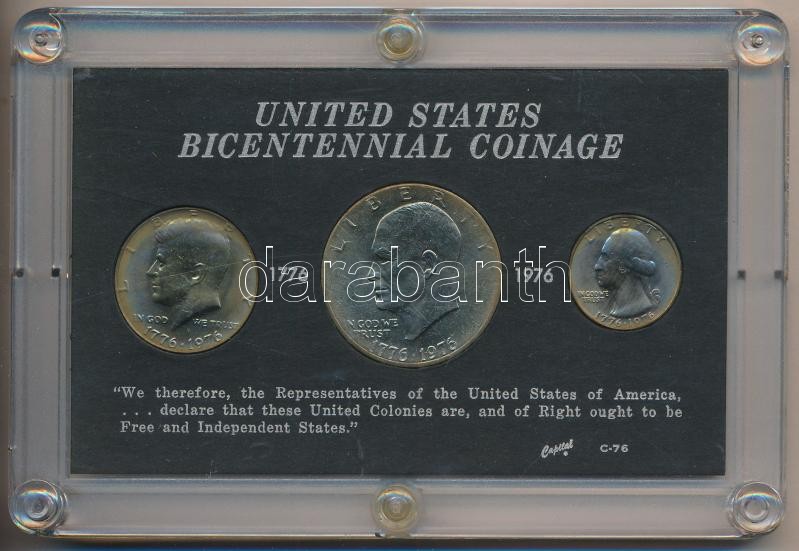 UNITED STATES
BICENTENNIAL COINAGE
LIBERTY
IN GOD WE TRUST
1776 · 1976
1776
LIBERTY
IN GOD WE
TRUST
1776 · 1976
1976
LIBERTY
IN GOD WE
TRUST
1776 · 1976
darabanth
"We therefore, the Representatives of the United States of America,
. . . declare that these United Colonies are, and of Right ought to be
Free and Independent States."
Capital
C-76